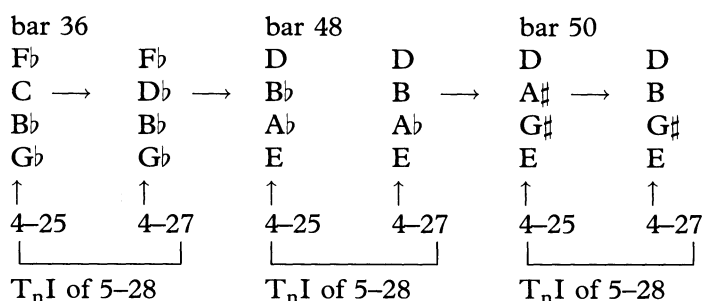 bar 36 bar 48 bar 50
F♭ F♭ D D D D
C → D♭ → B♭ B → A♯ → B
B♭ B♭ A♭ A♭ G♯ G♯
G♭ G♭ E E E E
↑ ↑ ↑ ↑ ↑ ↑
4–25 4–27 4–25 4–27 4–25 4–27
TₙI of 5–28 TₙI of 5–28 TₙI of 5–28